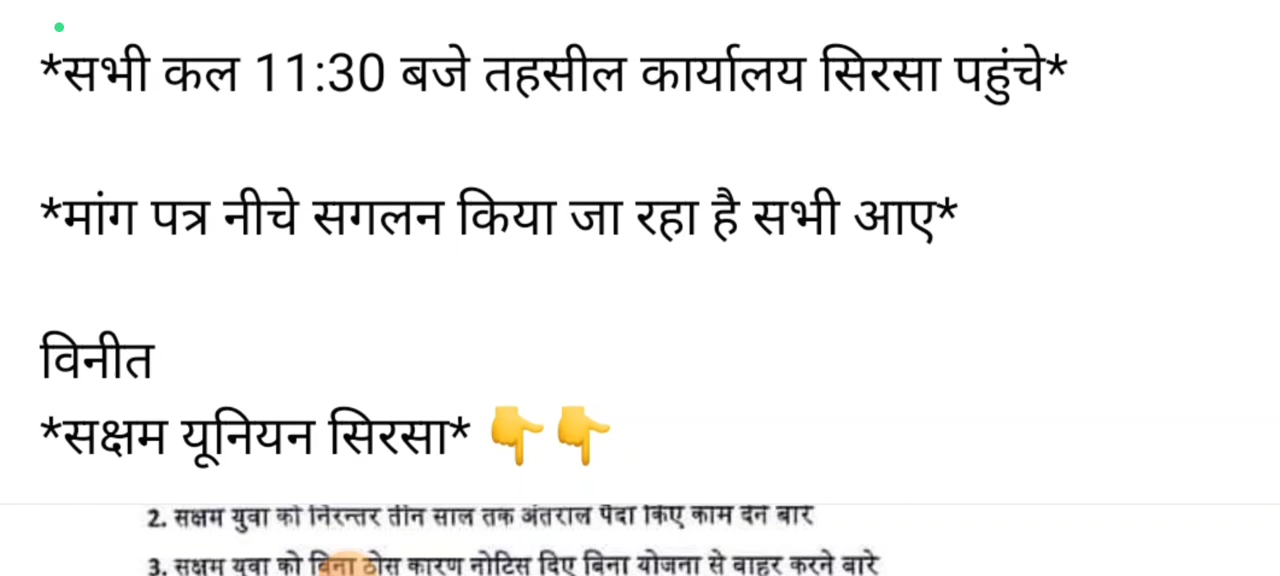 *सभी कल 11:30 बजे तहसील कार्यालय सिरसा पहुंचे*
*मांग पत्र नीचे सगलन किया जा रहा है सभी आए*
विनीत
*सक्षम यूनियन सिरसा* 👇👇
2. सक्षम युवा को निरन्तर तीन साल तक अंतराल पैदा किए काम देने बारे
3. सक्षम युवा को बिना ठोस कारण नोटिस दिए बिना योजना से बाहर करने बारे